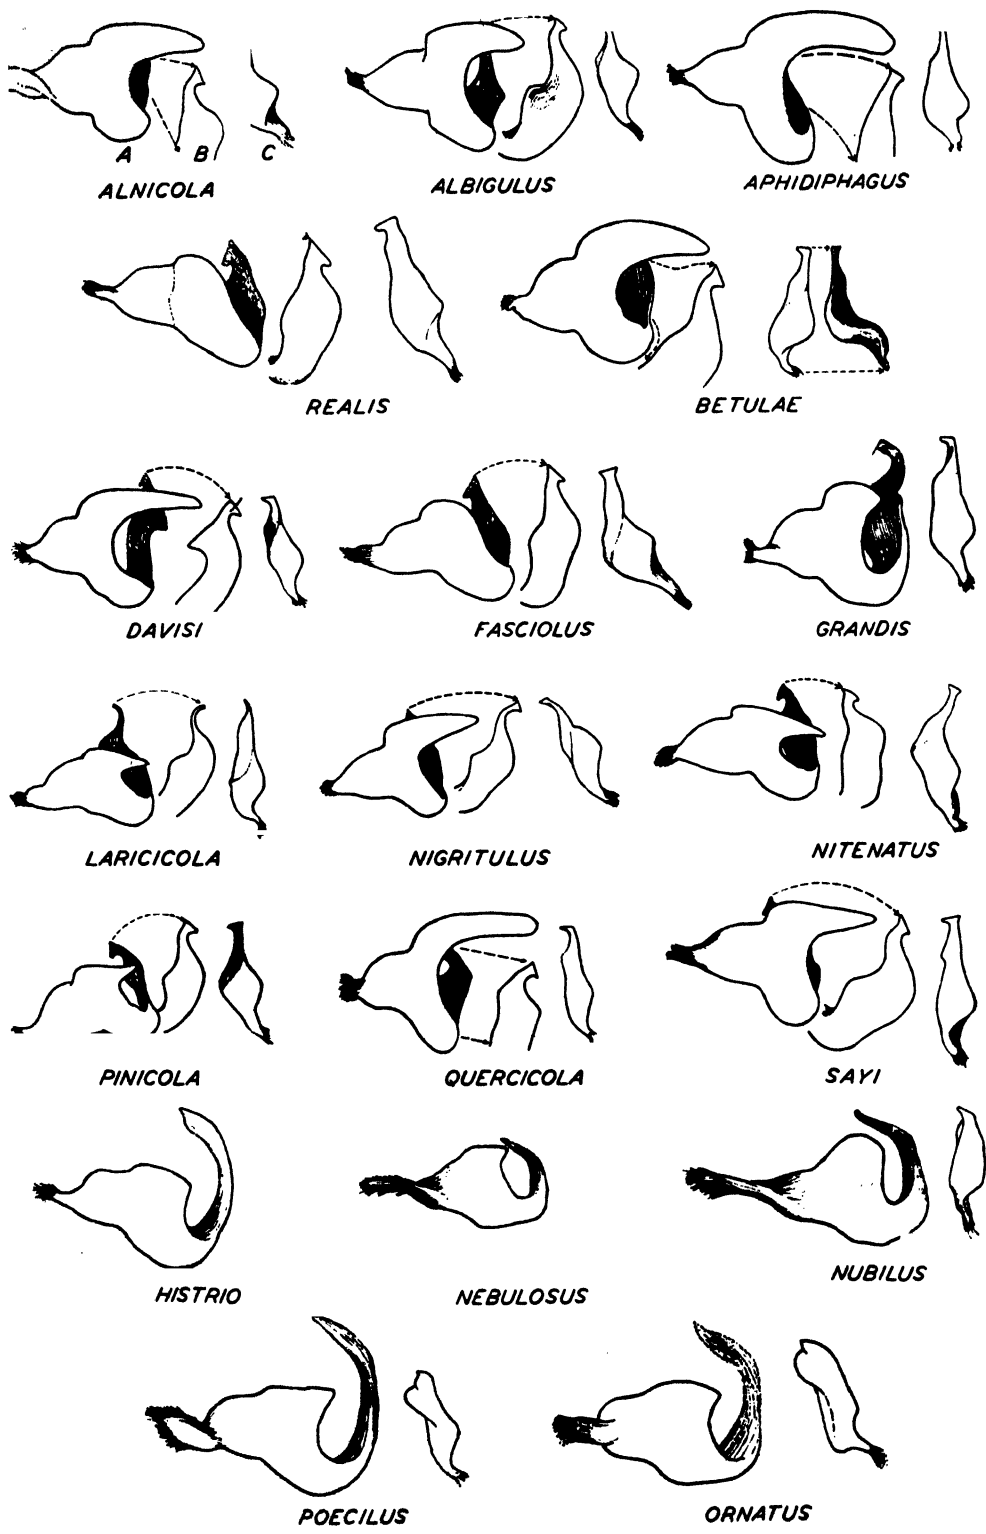 A B C
ALNICOLA
ALBIGULUS
APHIDIPHAGUS
REALIS
BETULAE
DAVISI
FASCIOLUS
GRANDIS
LARICICOLA
NIGRITULUS
NITENATUS
PINICOLA
QUERCICOLA
SAYI
HISTRIO
NEBULOSUS
NUBILUS
POECILUS
ORNATUS